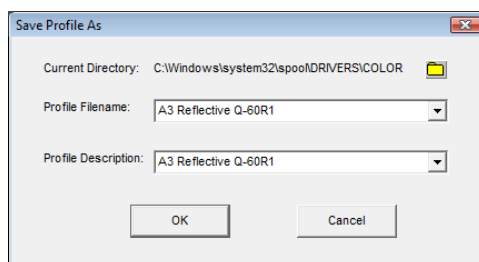 Save Profile As
Current Directory: C:\Windows\system32\spool\DRIVERS\COLOR
Profile Filename: A3 Reflective Q-60R1
Profile Description: A3 Reflective Q-60R1
OK Cancel